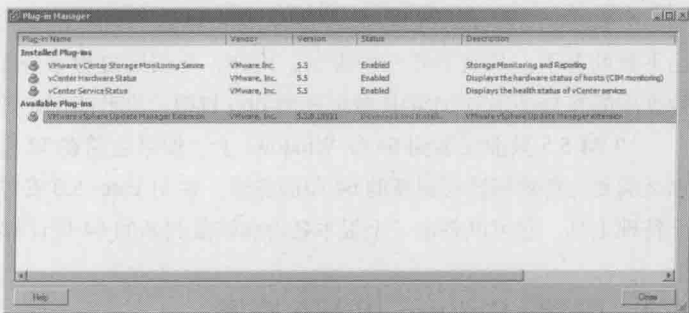 Plug-in Manager
Plug-in Name Vendor Version Status Description
Installed Plug-ins
VMware vCenter Storage Monitoring Service VMware, Inc. 5.5 Enabled Storage Monitoring and Reporting
vCenter Hardware Status VMware, Inc. 5.5 Enabled Displays the hardware status of hosts (CIM monitoring)
vCenter Service Status VMware, Inc. 5.5 Enabled Displays the health status of vCenter services
Available Plug-ins
VMware vSphere Update Manager Extension VMware, Inc. Download and Install... VMware vSphere Update Manager extension
Help Close